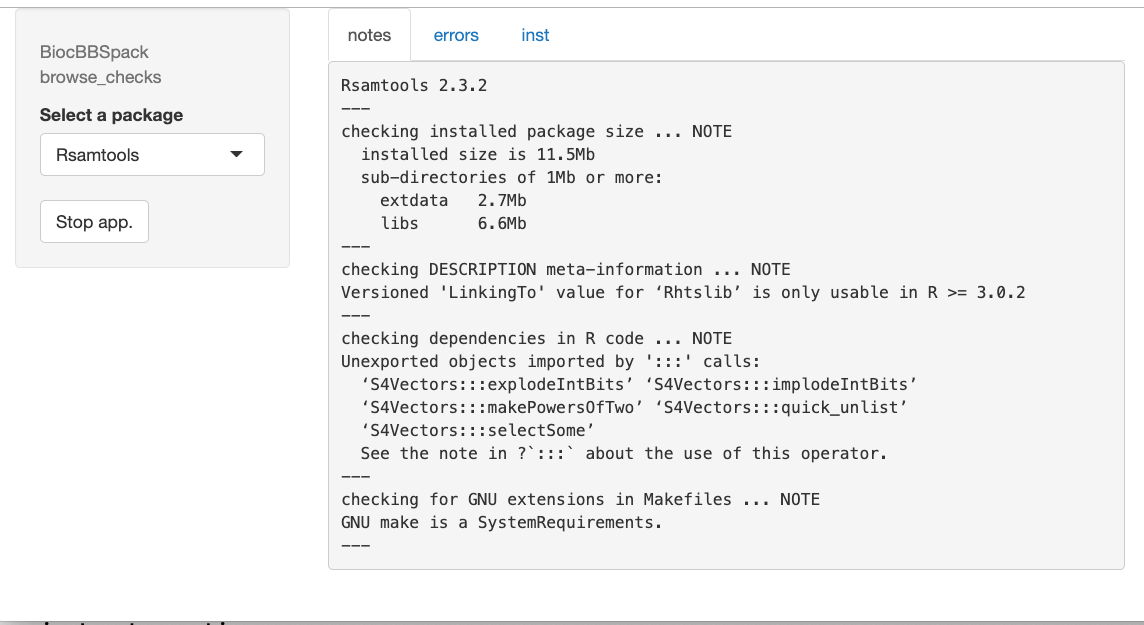 BiocBBSpack
browse_checks
Select a package
Rsamtools
Stop app.
notes errors inst
Rsamtools 2.3.2
---
checking installed package size ... NOTE
  installed size is 11.5Mb
  sub-directories of 1Mb or more:
    extdata   2.7Mb
    libs      6.6Mb
---
checking DESCRIPTION meta-information ... NOTE
Versioned 'LinkingTo' value for ‘Rhtslib’ is only usable in R >= 3.0.2
---
checking dependencies in R code ... NOTE
Unexported objects imported by ':::' calls:
  ‘S4Vectors:::explodeIntBits’ ‘S4Vectors:::implodeIntBits’
  ‘S4Vectors:::makePowersOfTwo’ ‘S4Vectors:::quick_unlist’
  ‘S4Vectors:::selectSome’
  See the note in ?`:::` about the use of this operator.
---
checking for GNU extensions in Makefiles ... NOTE
GNU make is a SystemRequirements.
---